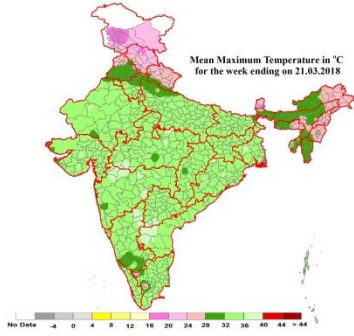 Mean Maximum Temperature in °C
for the week ending on 21.03.2018
No Data -4 0 4 8 12 16 20 24 28 32 36 40 44 > 44